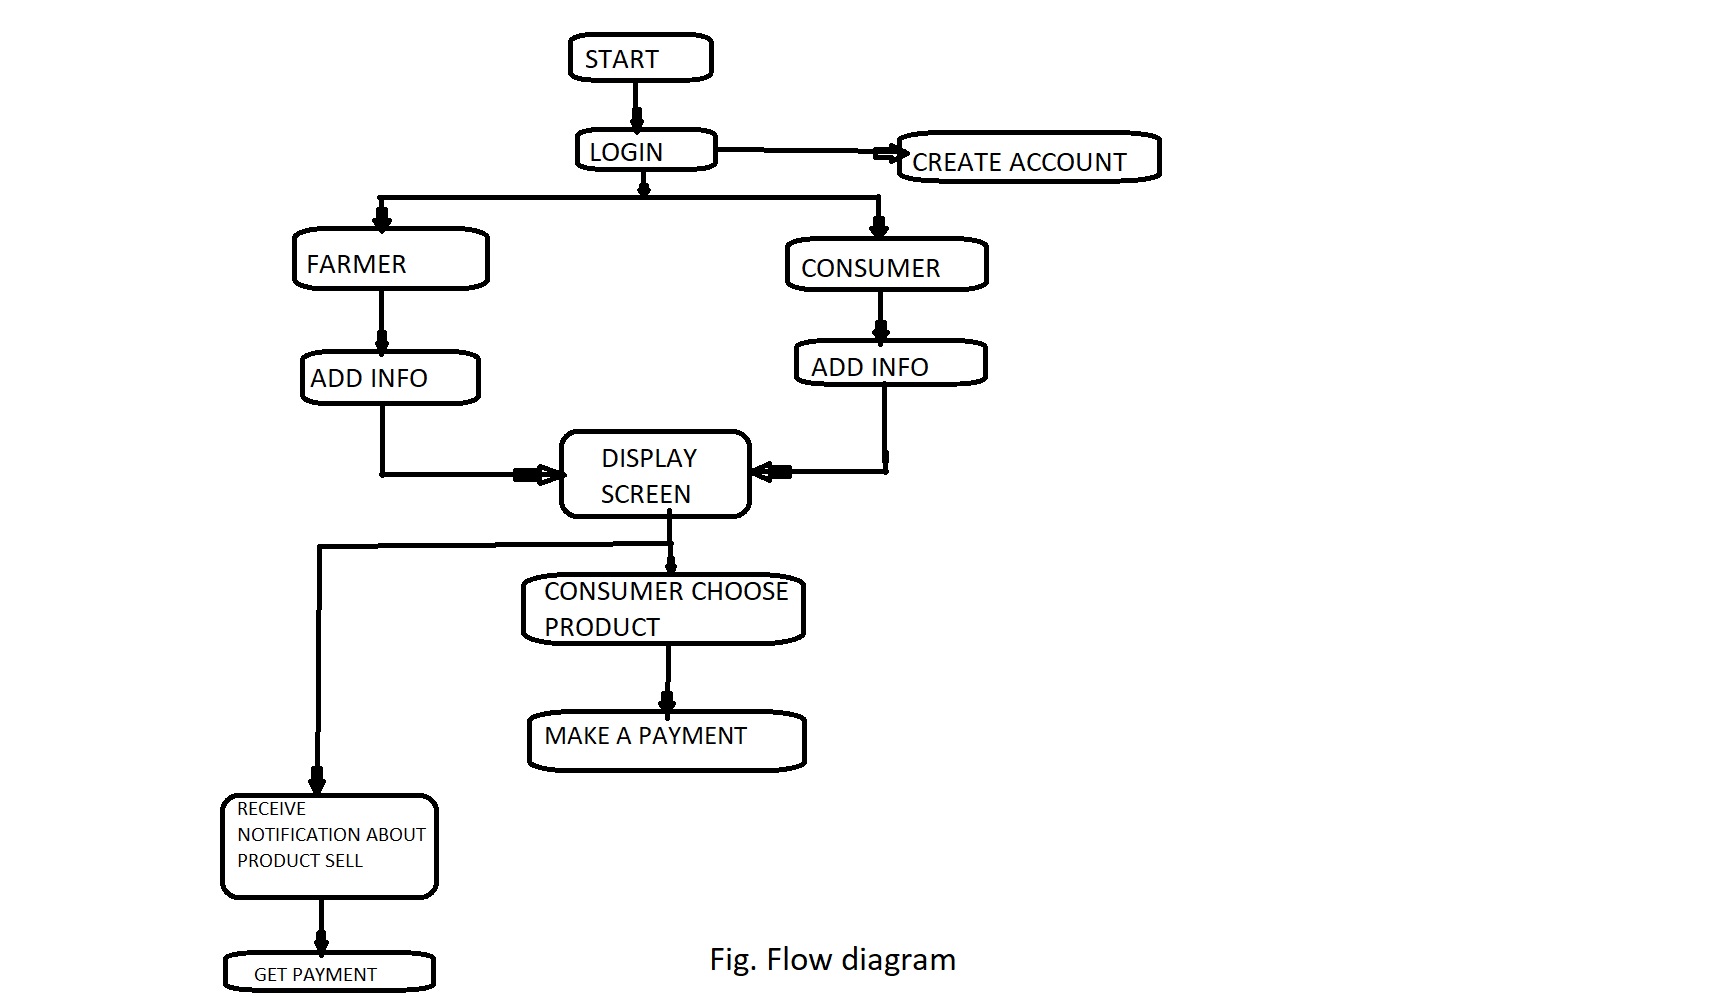 START
LOGIN
CREATE ACCOUNT
FARMER
CONSUMER
ADD INFO
ADD INFO
DISPLAY
SCREEN
CONSUMER CHOOSE
PRODUCT
MAKE A PAYMENT
RECEIVE
NOTIFICATION ABOUT
PRODUCT SELL
GET PAYMENT
Fig. Flow diagram